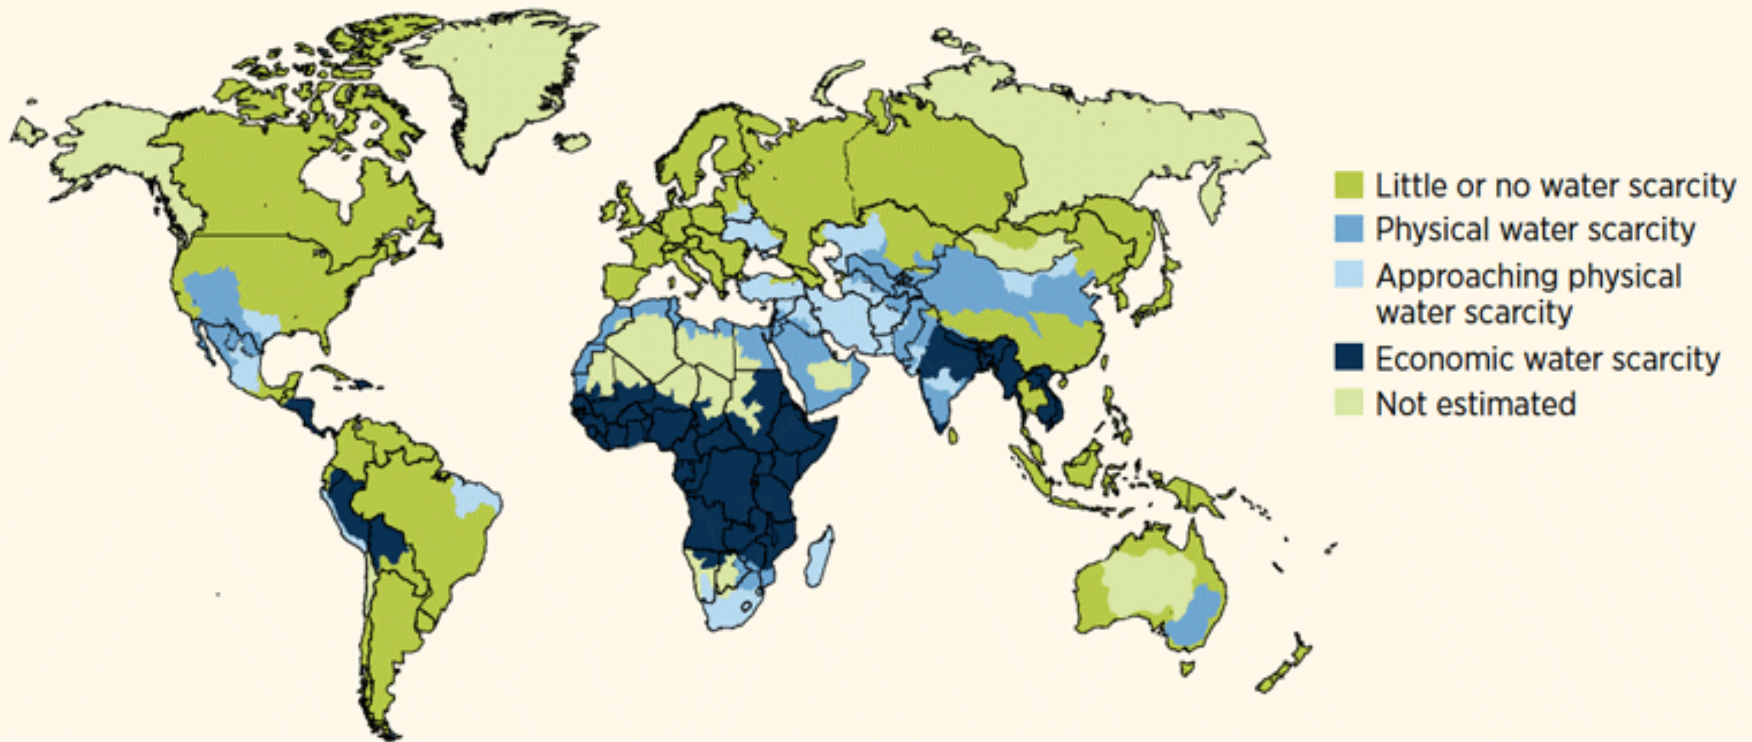 Little or no water scarcity
Physical water scarcity
Approaching physical
water scarcity
Economic water scarcity
Not estimated